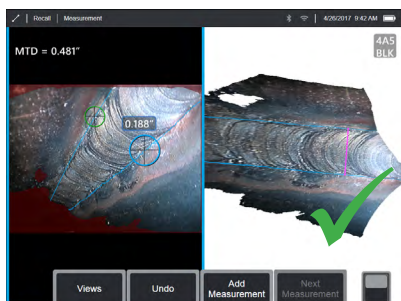 Recall | Measurement
4/26/2017 9:42 AM
MTD = 0.481"
4A5
BLK
0.188"
Views
Undo
Add
Measurement
Next
Measurement